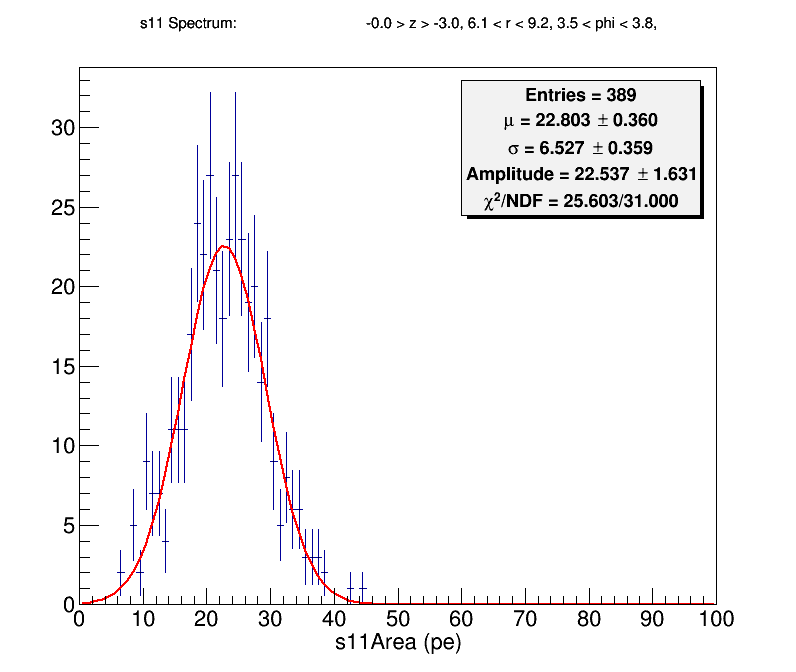 s11 Spectrum: -0.0 > z > -3.0, 6.1 < r < 9.2, 3.5 < phi < 3.8,
Entries = 389
μ = 22.803 ± 0.360
σ = 6.527 ± 0.359
Amplitude = 22.537 ± 1.631
χ²/NDF = 25.603/31.000
30
25
20
15
10
5
0
0 10 20 30 40 50 60 70 80 90 100
s11Area (pe)